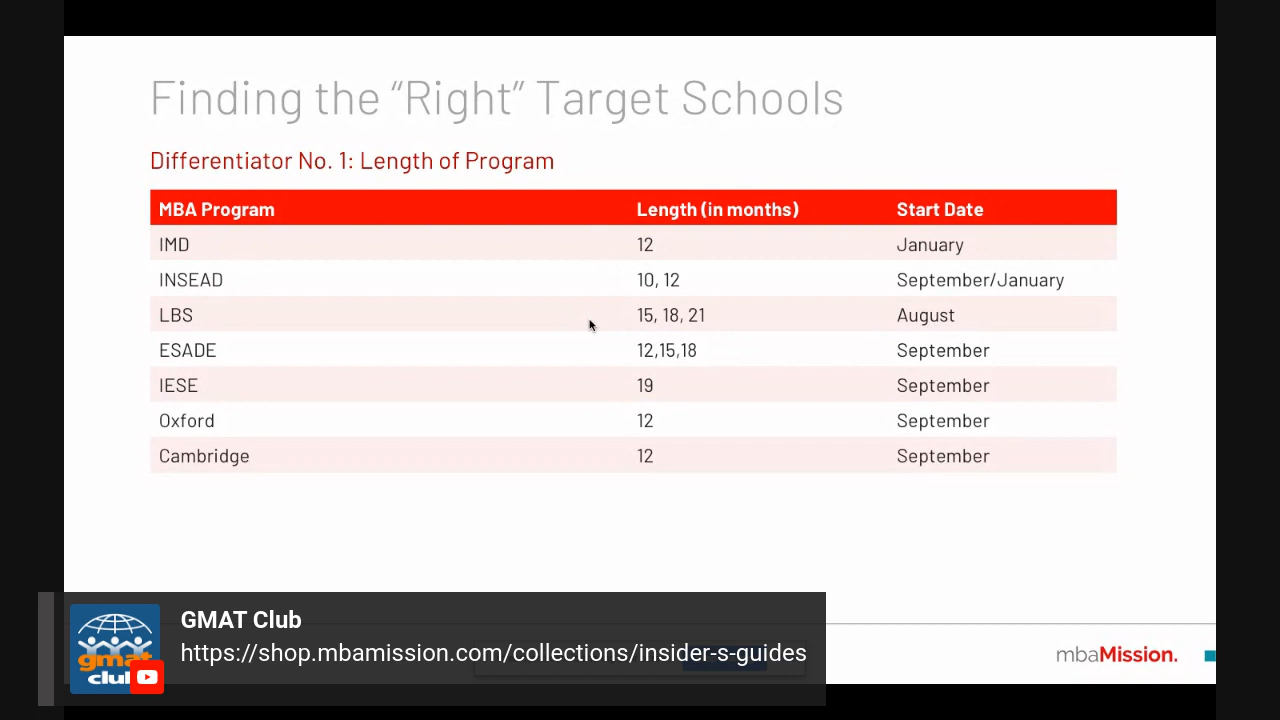 Finding the “Right” Target Schools
Differentiator No. 1: Length of Program
MBA Program Length (in months) Start Date
IMD 12 January
INSEAD 10, 12 September/January
LBS 15, 18, 21 August
ESADE 12,15,18 September
IESE 19 September
Oxford 12 September
Cambridge 12 September
GMAT Club
https://shop.mbamission.com/collections/insider-s-guides
gmat
club
mbaMission.